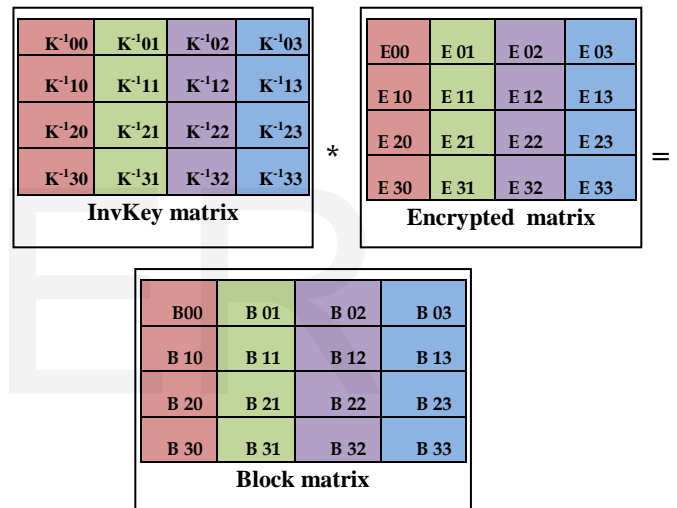 K⁻¹00 K⁻¹01 K⁻¹02 K⁻¹03
K⁻¹10 K⁻¹11 K⁻¹12 K⁻¹13
K⁻¹20 K⁻¹21 K⁻¹22 K⁻¹23
K⁻¹30 K⁻¹31 K⁻¹32 K⁻¹33
InvKey matrix
*
E00 E 01 E 02 E 03
E 10 E 11 E 12 E 13
E 20 E 21 E 22 E 23
E 30 E 31 E 32 E 33
Encrypted matrix
=
B00 B 01 B 02 B 03
B 10 B 11 B 12 B 13
B 20 B 21 B 22 B 23
B 30 B 31 B 32 B 33
Block matrix
ER